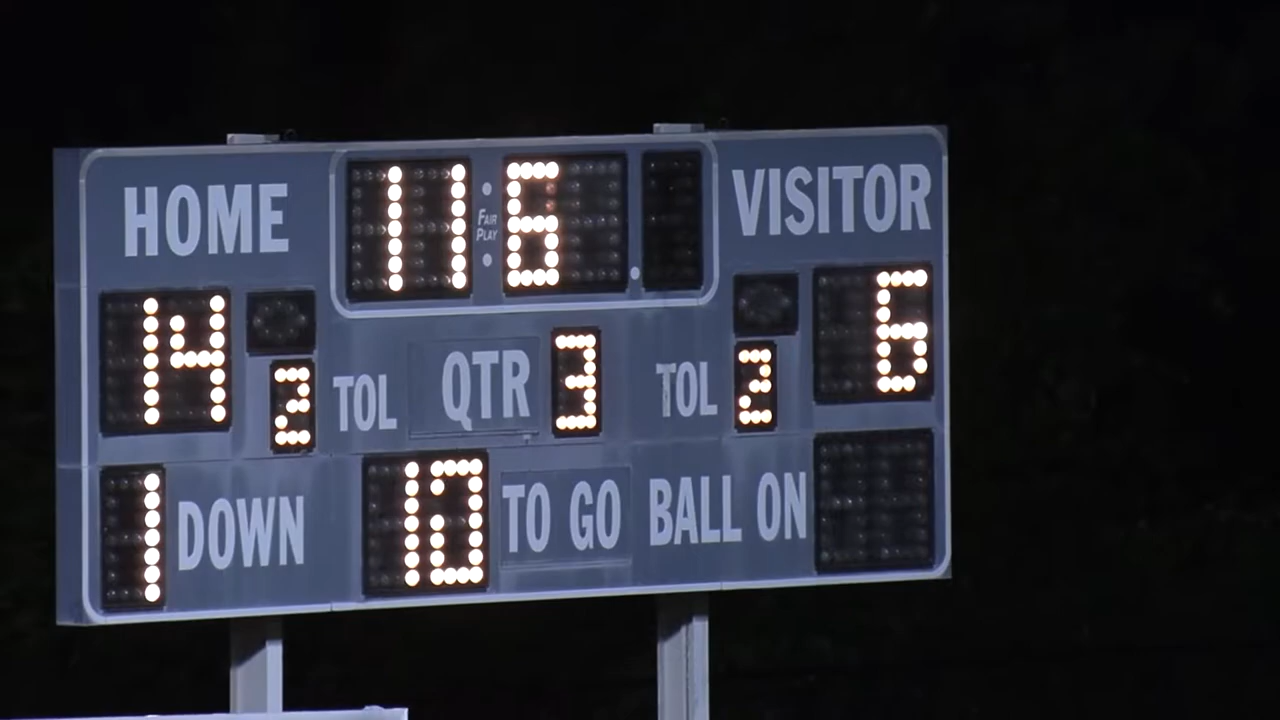 HOME 11:6 VISITOR
FAIR PLAY
14 2 TOL QTR 3 TOL 2 6
1 DOWN 10 TO GO BALL ON